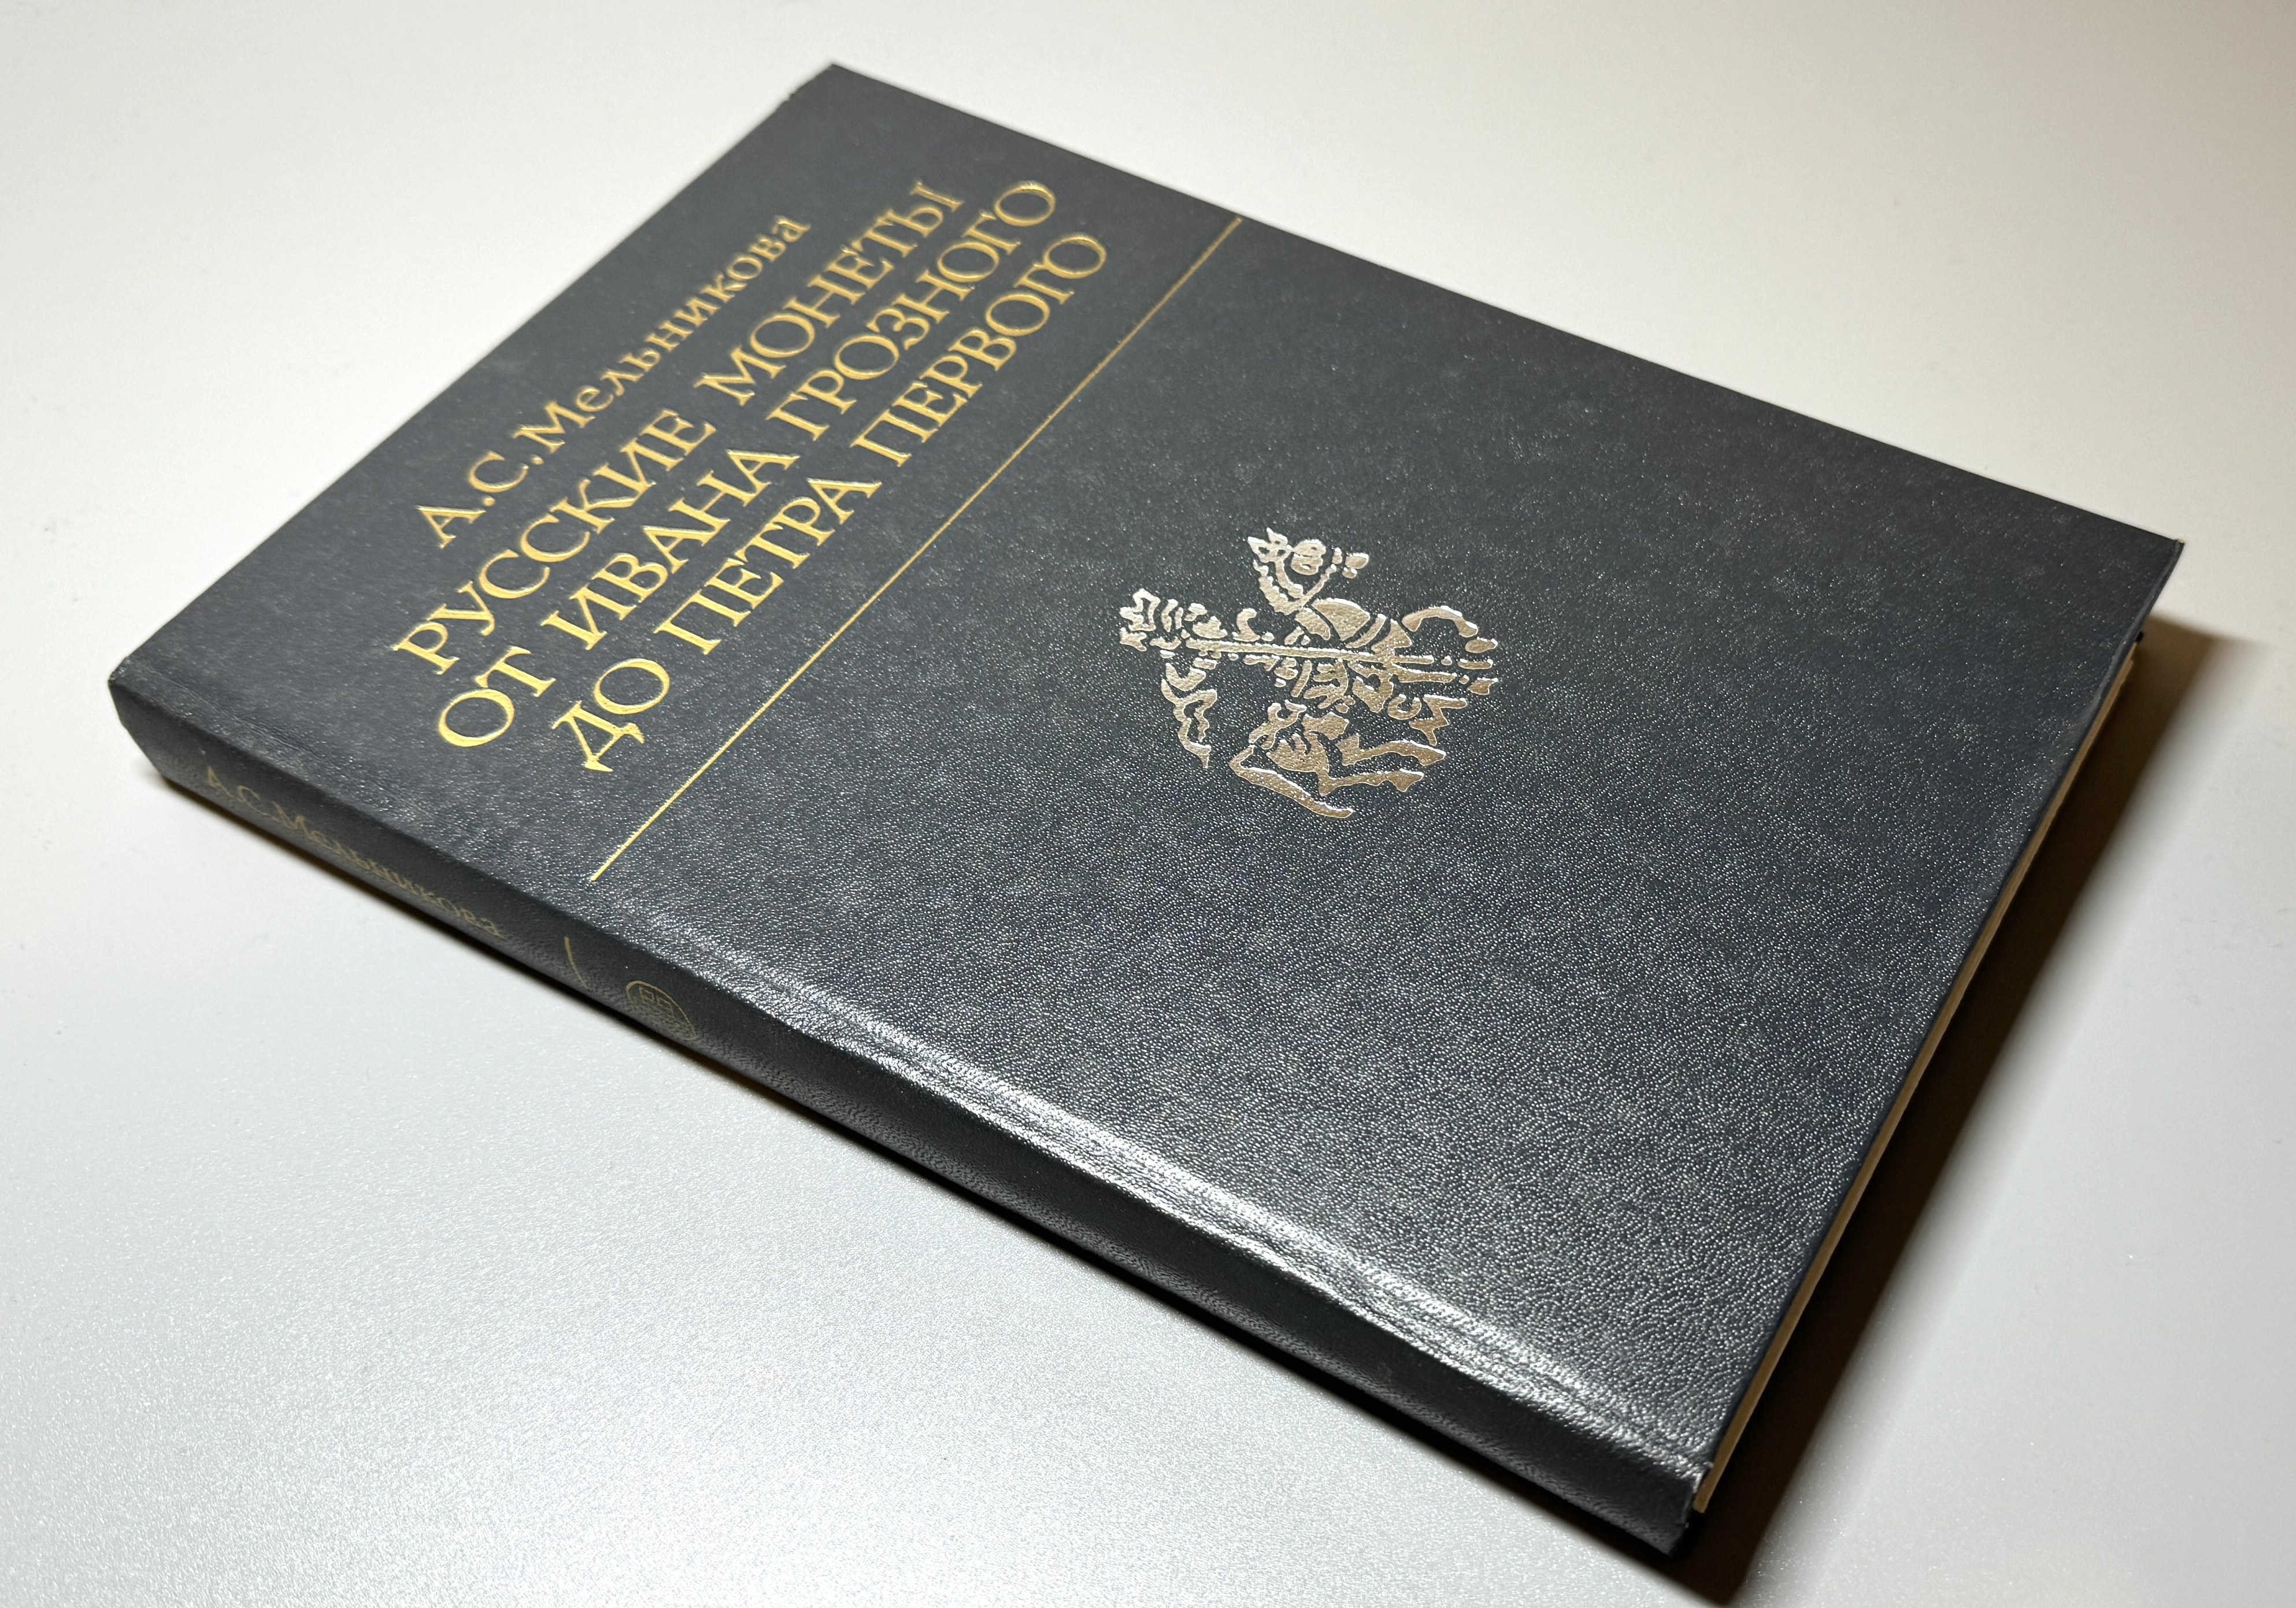 А.С.Мельникова
РУССКИЕ МОНЕТЫ
ОТ ИВАНА ГРОЗНОГО
ДО ПЕТРА ПЕРВОГО
А.С.Мельникова